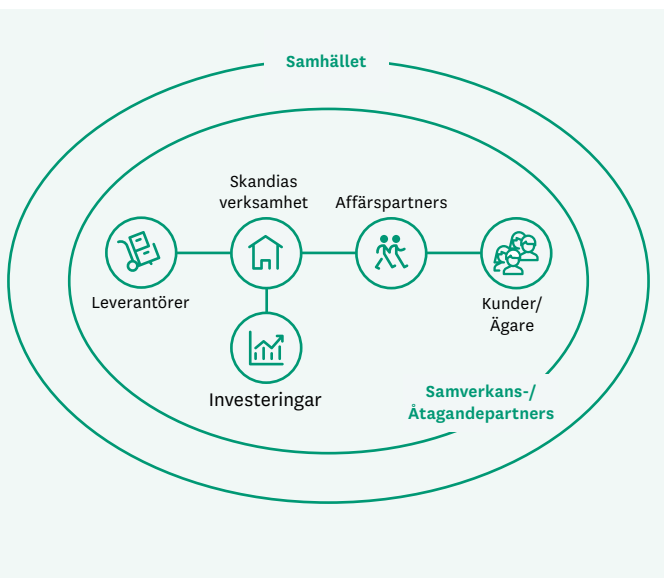 Samhället
Skandias
verksamhet
Affärspartners
Leverantörer
Kunder/
Ägare
Investeringar
Samverkans-/
Åtagandepartners